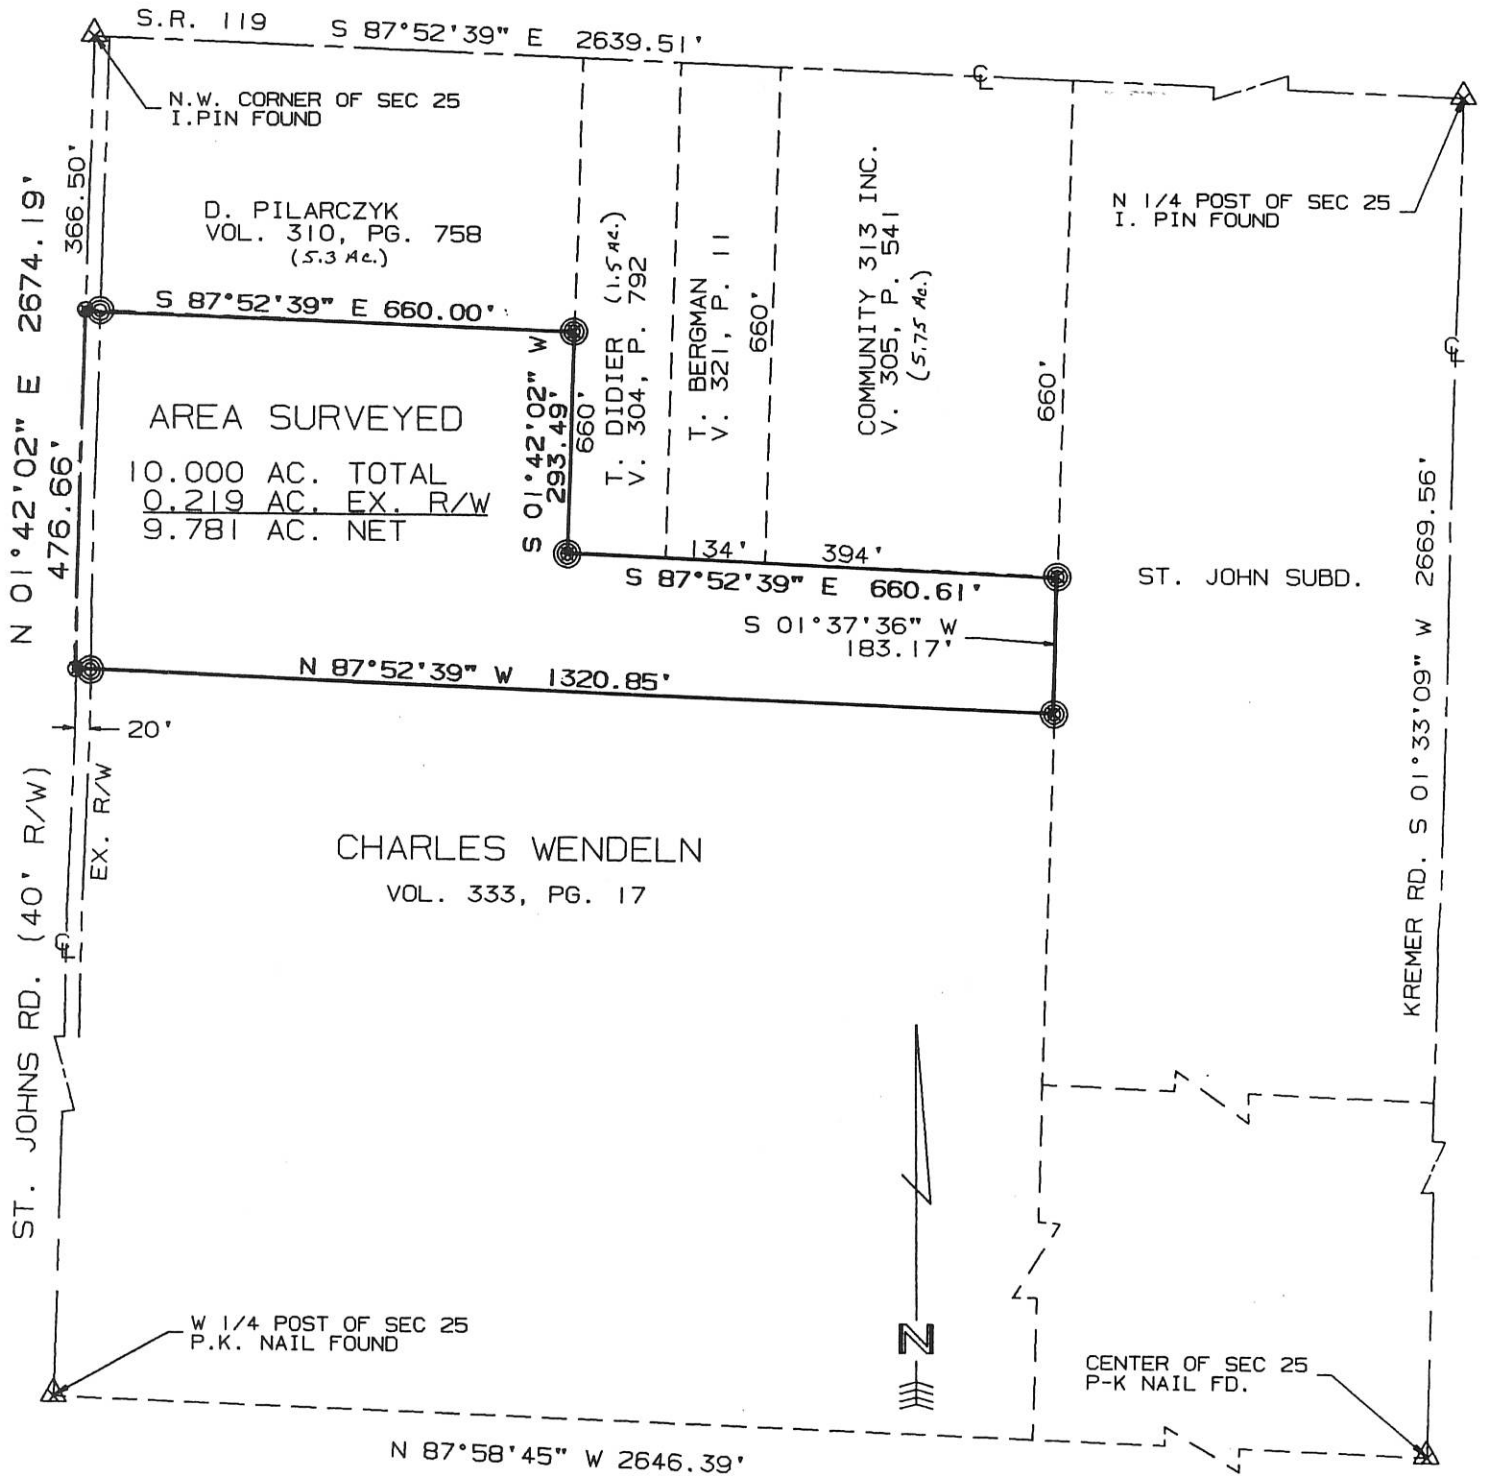 S.R. 119 S 87°52'39" E 2639.51'
N.W. CORNER OF SEC 25
I.PIN FOUND
N 1/4 POST OF SEC 25
I. PIN FOUND
366.50'
N 01°42'02" E 2674.19'
D. PILARCZYK
VOL. 310, PG. 758
(5.3 Ac.)
S 87°52'39" E 660.00'
T. DIDIER (1.5 Ac.)
V. 304, P. 792
T. BERGMAN
V. 321, P. 11
660'
COMMUNITY 313 INC.
V. 305, P. 541
(5.75 Ac.)
660'
S 01°42'02" W
293.49'
660'
AREA SURVEYED
10.000 AC. TOTAL
0.219 AC. EX. R/W
9.781 AC. NET
476.66'
134' 394'
S 87°52'39" E 660.61'
S 01°37'36" W
183.17'
ST. JOHN SUBD.
KREMER RD. S 01°33'09" W 2669.56'
N 87°52'39" W 1320.85'
20'
EX. R/W
ST. JOHNS RD. (40' R/W)
CHARLES WENDELN
VOL. 333, PG. 17
N
W 1/4 POST OF SEC 25
P.K. NAIL FOUND
CENTER OF SEC 25
P-K NAIL FD.
N 87°58'45" W 2646.39'